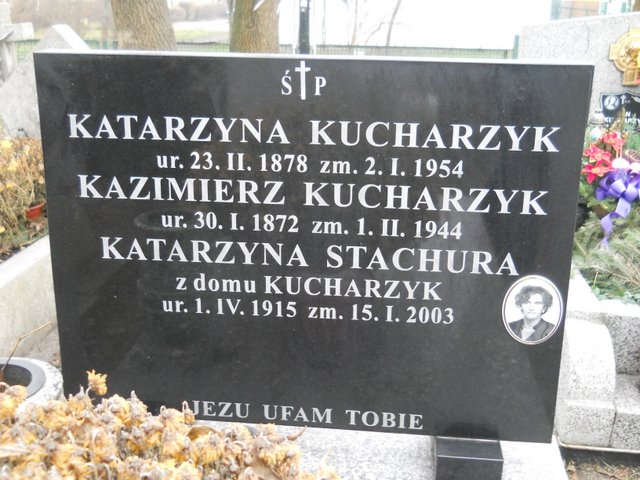 Ś P
KATARZYNA KUCHARZYK
ur. 23. II. 1878 zm. 2. I. 1954
KAZIMIERZ KUCHARZYK
ur. 30. I. 1872 zm. 1. II. 1944
KATARZYNA STACHURA
z domu KUCHARZYK
ur. 1. IV. 1915 zm. 15. I. 2003
JEZU UFAM TOBIE